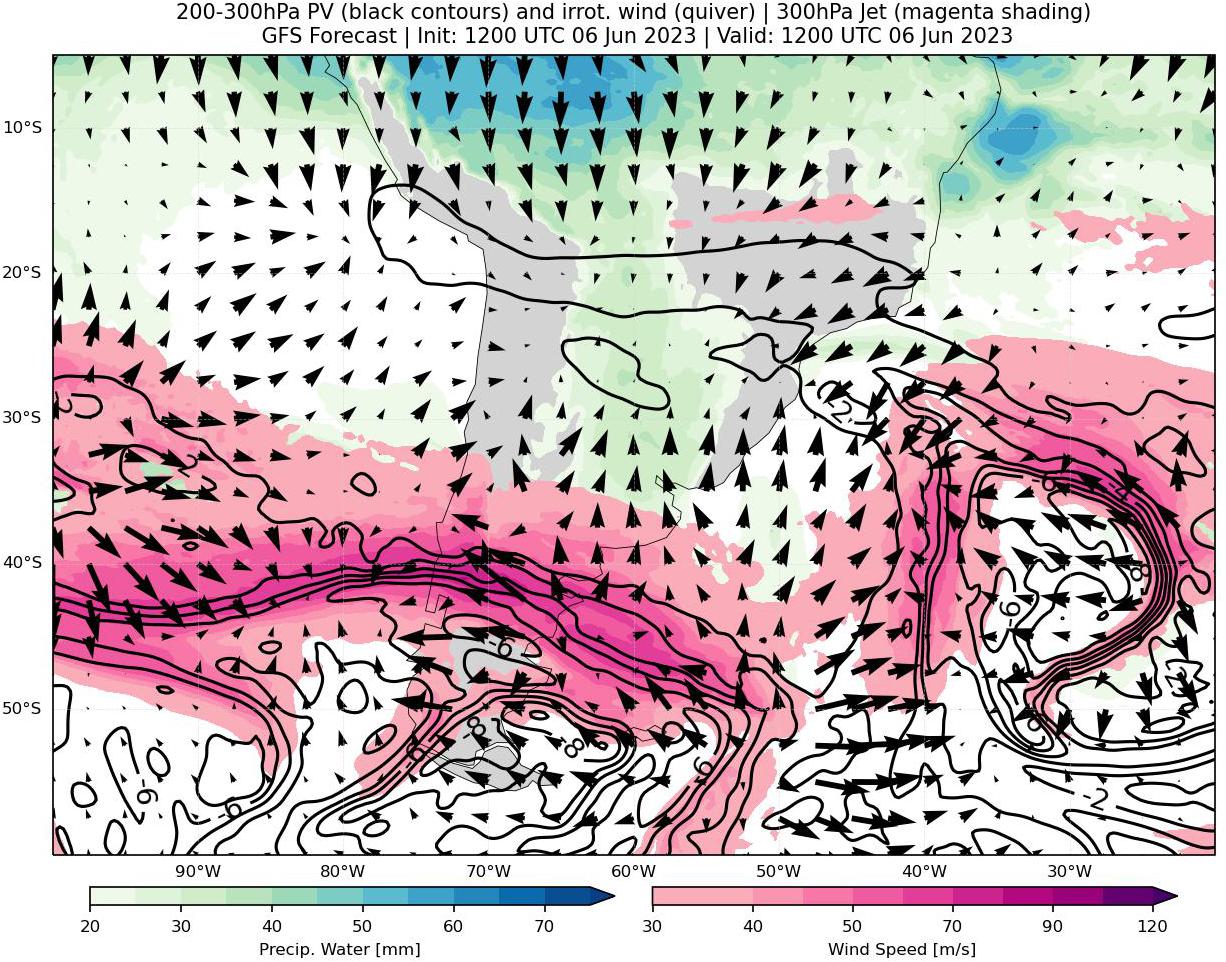 200-300hPa PV (black contours) and irrot. wind (quiver) | 300hPa Jet (magenta shading)
GFS Forecast | Init: 1200 UTC 06 Jun 2023 | Valid: 1200 UTC 06 Jun 2023
10°S
20°S
-2
30°S
40°S
-8
-6
-6
50°S
-8
-8
-6
-6
-6
-2
90°W 80°W 70°W 60°W 50°W 40°W 30°W
20 30 40 50 60 70
30 40 50 70 90 120
Precip. Water [mm]
Wind Speed [m/s]